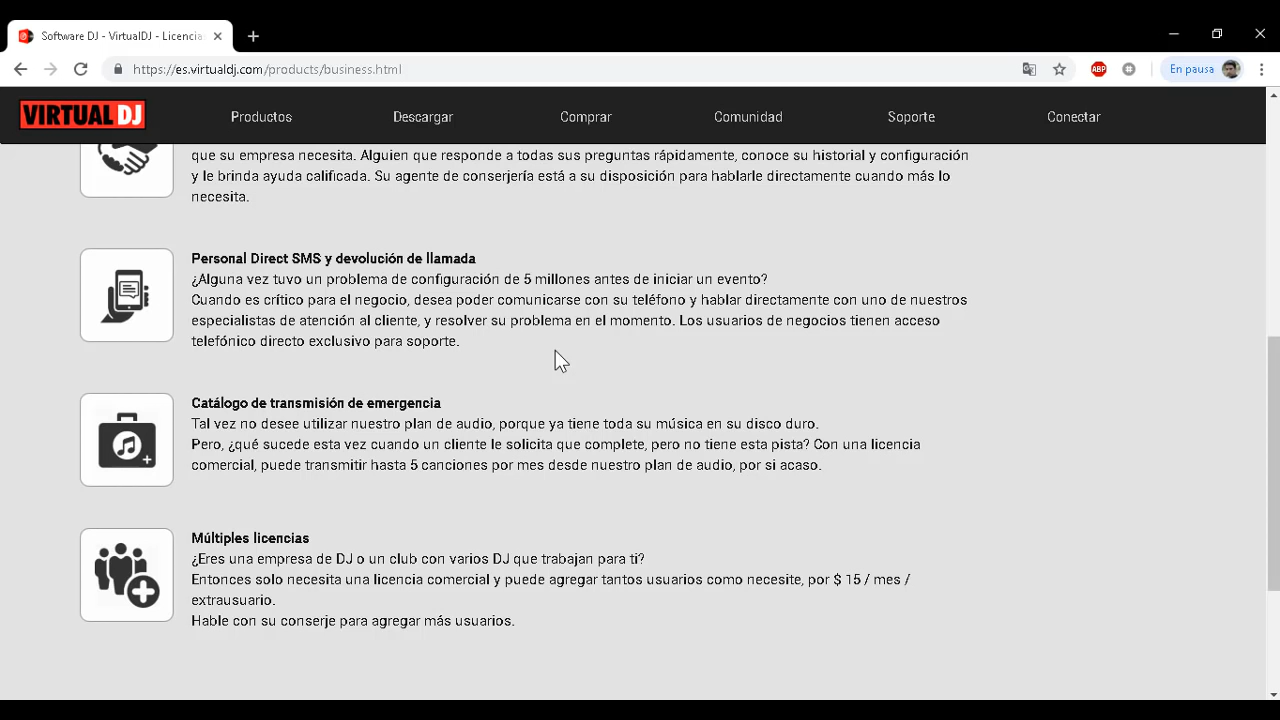 Software DJ - VirtualDJ - Licencia
https://es.virtualdj.com/products/business.html
ABP
En pausa
VIRTUAL DJ
Productos
Descargar
Comprar
Comunidad
Soporte
Conectar
que su empresa necesita. Alguien que responde a todas sus preguntas rápidamente, conoce su historial y configuración
y le brinda ayuda calificada. Su agente de conserjería está a su disposición para hablarle directamente cuando más lo
necesita.
Personal Direct SMS y devolución de llamada
¿Alguna vez tuvo un problema de configuración de 5 millones antes de iniciar un evento?
Cuando es crítico para el negocio, desea poder comunicarse con su teléfono y hablar directamente con uno de nuestros
especialistas de atención al cliente, y resolver su problema en el momento. Los usuarios de negocios tienen acceso
telefónico directo exclusivo para soporte.
Catálogo de transmisión de emergencia
Tal vez no desee utilizar nuestro plan de audio, porque ya tiene toda su música en su disco duro.
Pero, ¿qué sucede esta vez cuando un cliente le solicita que complete, pero no tiene esta pista? Con una licencia
comercial, puede transmitir hasta 5 canciones por mes desde nuestro plan de audio, por si acaso.
Múltiples licencias
¿Eres una empresa de DJ o un club con varios DJ que trabajan para ti?
Entonces solo necesita una licencia comercial y puede agregar tantos usuarios como necesite, por $ 15 / mes /
extrausuario.
Hable con su conserje para agregar más usuarios.